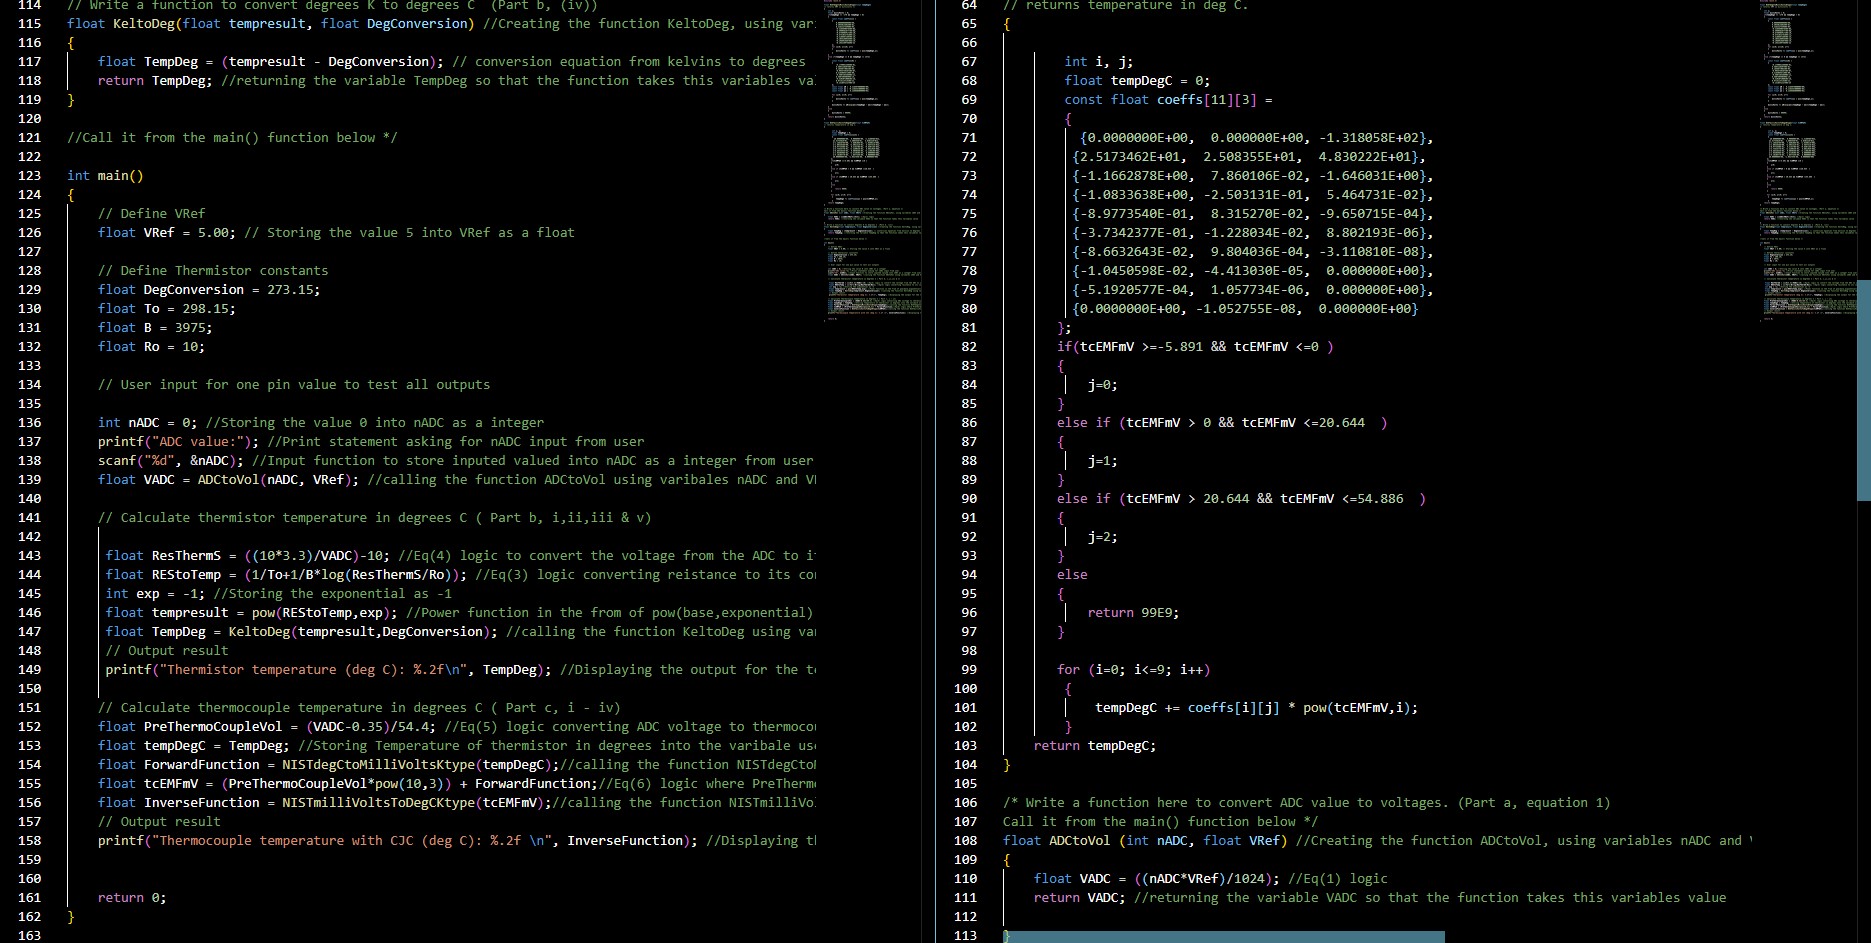 114 // Write a function to convert degrees K to degrees C  (Part b, (iv))
115 float KeltoDeg(float tempresult, float DegConversion) //Creating the function KeltoDeg, using var
116 {
117 float TempDeg = (tempresult - DegConversion); // conversion equation from kelvins to degrees
118 return TempDeg; //returning the variable TempDeg so that the function takes this variables va
119 }
120
121 //Call it from the main() function below */
122
123 int main()
124 {
125 // Define VRef
126 float VRef = 5.00; // Storing the value 5 into VRef as a float
127
128 // Define Thermistor constants
129 float DegConversion = 273.15;
130 float To = 298.15;
131 float B = 3975;
132 float Ro = 10;
133
134 // User input for one pin value to test all outputs
135
136 int nADC = 0; //Storing the value 0 into nADC as a integer
137 printf("ADC value:"); //Print statement asking for nADC input from user
138 scanf("%d", &nADC); //Input function to store inputed valued into nADC as a integer from user
139 float VADC = ADCtoVol(nADC, VRef); //calling the function ADCtoVol using varibales nADC and
140
141 // Calculate thermistor temperature in degrees C ( Part b, i,ii,iii & v)
142
143 float ResThermS = ((10*3.3)/VADC)-10; //Eq(4) logic to convert the voltage from the ADC to
144 float REStoTemp = (1/To+1/B*log(ResThermS/Ro)); //Eq(3) logic converting reistance to its co
145 int exp = -1; //Storing the exponential as -1
146 float tempresult = pow(REStoTemp,exp); //Power function in the from of pow(base,exponential)
147 float TempDeg = KeltoDeg(tempresult,DegConversion); //calling the function KeltoDeg using va
148 // Output result
149 printf("Thermistor temperature (deg C): %.2f\n", TempDeg); //Displaying the output for the
150
151 // Calculate thermocouple temperature in degrees C ( Part c, i - iv)
152 float PreThermoCoupleVol = (VADC-0.35)/54.4; //Eq(5) logic converting ADC voltage to thermoco
153 float tempDegC = TempDeg; //Storing Temperature of thermistor in degrees into the varibale us
154 float ForwardFunction = NISTdegCtoMilliVoltsKtype(tempDegC);//calling the function NISTdegCto
155 float tcEMFmV = (PreThermoCoupleVol*pow(10,3)) + ForwardFunction;//Eq(6) logic where PreTherm
156 float InverseFunction = NISTmilliVoltsToDegCKtype(tcEMFmV);//calling the function NISTmilliVo
157 // Output result
158 printf("Thermocouple temperature with CJC (deg C): %.2f \n", InverseFunction); //Displaying
159
160
161 return 0;
162 }
163
64 // returns temperature in deg C.
65 {
66
67 int i, j;
68 float tempDegC = 0;
69 const float coeffs[11][3] =
70 {
71 {0.0000000E+00,  0.000000E+00, -1.318058E+02},
72 {2.5173462E+01,  2.508355E+01,  4.830222E+01},
73 {-1.1662878E+00,  7.860106E-02, -1.646031E+00},
74 {-1.0833638E+00, -2.503131E-01,  5.464731E-02},
75 {-8.9773540E-01,  8.315270E-02, -9.650715E-04},
76 {-3.7342377E-01, -1.228034E-02,  8.802193E-06},
77 {-8.6632643E-02,  9.804036E-04, -3.110810E-08},
78 {-1.0450598E-02, -4.413030E-05,  0.000000E+00},
79 {-5.1920577E-04,  1.057734E-06,  0.000000E+00},
80 {0.0000000E+00, -1.052755E-08,  0.000000E+00}
81 };
82 if(tcEMFmV >=-5.891 && tcEMFmV <=0 )
83 {
84 j=0;
85 }
86 else if (tcEMFmV > 0 && tcEMFmV <=20.644  )
87 {
88 j=1;
89 }
90 else if (tcEMFmV > 20.644 && tcEMFmV <=54.886  )
91 {
92 j=2;
93 }
94 else
95 {
96 return 99E9;
97 }
98
99 for (i=0; i<=9; i++)
100 {
101 tempDegC += coeffs[i][j] * pow(tcEMFmV,i);
102 }
103 return tempDegC;
104 }
105
106 /* Write a function here to convert ADC value to voltages. (Part a, equation 1)
107 Call it from the main() function below */
108 float ADCtoVol (int nADC, float VRef) //Creating the function ADCtoVol, using variables nADC and
109 {
110 float VADC = ((nADC*VRef)/1024); //Eq(1) logic
111 return VADC; //returning the variable VADC so that the function takes this variables value
112
113 }